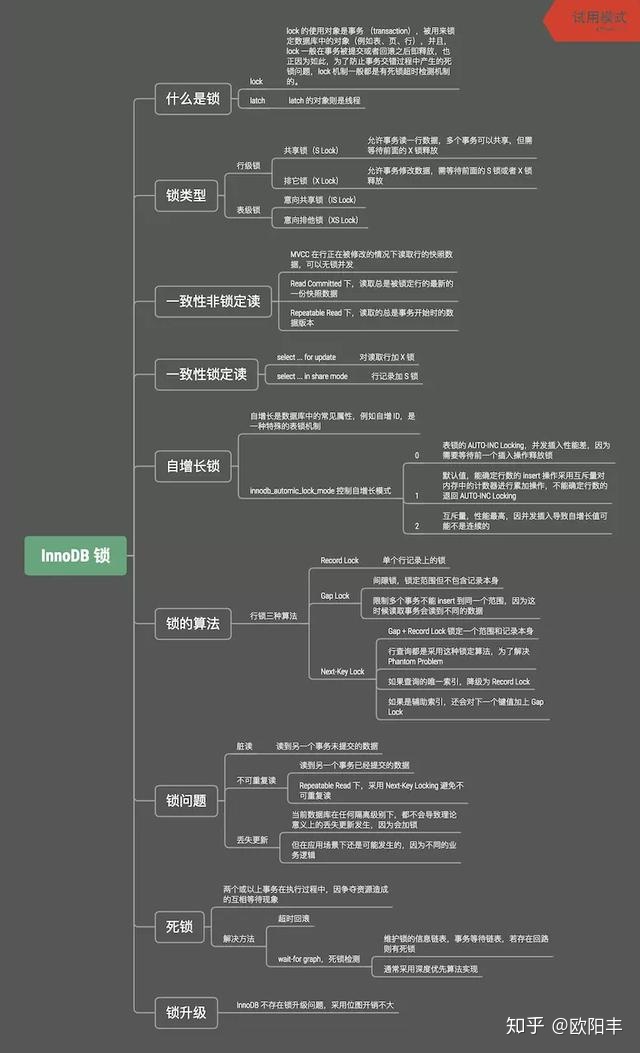 试用模式
lock 的使用对象是事务 （transaction），被用来锁
定数据库中的对象（例如表、页、行），并且，
lock 一般在事务被提交或者回滚之后即释放，也
正因为如此，为了防止事务交错过程中产生的死
锁问题，lock 机制一般都是有死锁超时检测机制
的。
lock
什么是锁
latch
latch 的对象则是线程
允许事务读一行数据，多个事务可以共享，但需
等待前面的 X 锁释放
共享锁（S Lock）
行级锁
允许事务修改数据，需等待前面的 S 锁或者 X 锁
释放
排它锁（X Lock）
锁类型
意向共享锁（IS Lock）
表级锁
意向排他锁（XS Lock）
MVCC 在行正在被修改的情况下读取行的快照数
据，可以无锁并发
一致性非锁定读
Read Committed 下，读取总是被锁定行的最新的
一份快照数据
Repeatable Read 下，读取的总是事务开始时的数
据版本
select ... for update
对读取行加 X 锁
一致性锁定读
select ... in share mode
行记录加 S 锁
自增长是数据库中的常见属性，例如自增 ID，是
一种特殊的表锁机制
自增长锁
表锁的 AUTO-INC Locking，并发插入性能差，因为
需要等待前一个插入操作释放锁
0
默认值，能确定行数的 insert 操作采用互斥量对
内存中的计数器进行累加操作，不能确定行数的
退回 AUTO-INC Locking
innodb_automic_lock_mode 控制自增长模式
1
互斥量，性能最高，因并发插入导致自增长值可
能不是连续的
2
InnoDB 锁
Record Lock
单个行记录上的锁
间隙锁，锁定范围但不包含记录本身
Gap Lock
限制多个事务不能 insert 到同一个范围，因为这
时候读取事务会读到不同的数据
锁的算法
行锁三种算法
Gap + Record Lock 锁定一个范围和记录本身
行查询都是采用这种锁定算法，为了解决
Phantom Problem
Next-Key Lock
如果查询的唯一索引，降级为 Record Lock
如果是辅助索引，还会对下一个键值加上 Gap
Lock
脏读
读到另一个事务未提交的数据
读到另一个事务已经提交的数据
不可重复读
Repeatable Read 下，采用 Next-Key Locking 避免不
可重复读
锁问题
当前数据库在任何隔离级别下，都不会导致理论
意义上的丢失更新发生，因为会加锁
丢失更新
但在应用场景下还是可能发生的，因为不同的业
务逻辑
两个或以上事务在执行过程中，因争夺资源造成
的互相等待现象
死锁
超时回滚
解决方法
维护锁的信息链表，事务等待链表，若存在回路
则有死锁
wait-for graph，死锁检测
通常采用深度优先算法实现
锁升级
InnoDB 不存在锁升级问题，采用位图开销不大
知乎 @欧阳丰